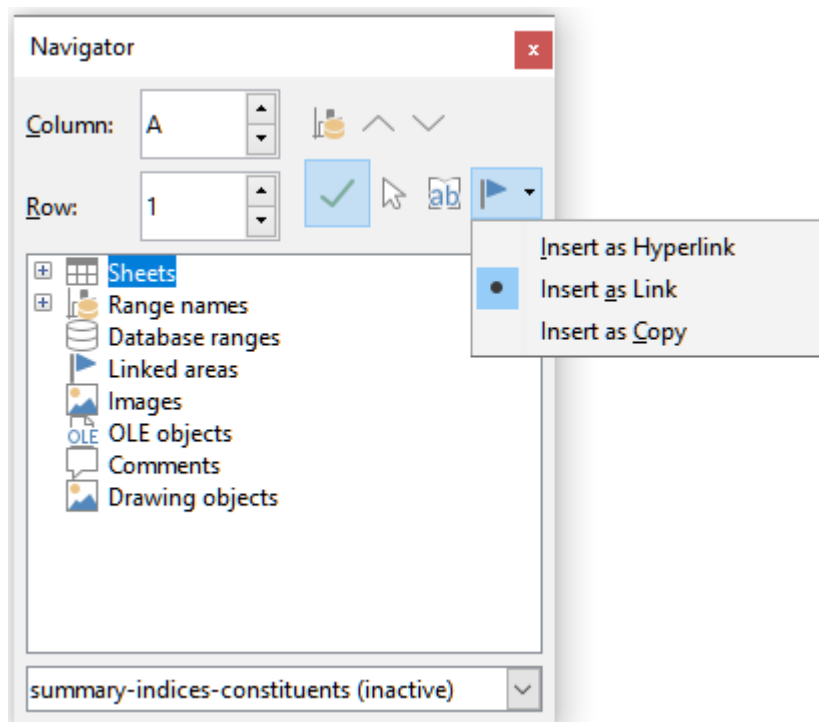 Navigator
x
Column:
A
Row:
1
ab
Insert as Hyperlink
Insert as Link
Insert as Copy
Sheets
Range names
Database ranges
Linked areas
Images
OLE OLE objects
Comments
Drawing objects
summary-indices-constituents (inactive)